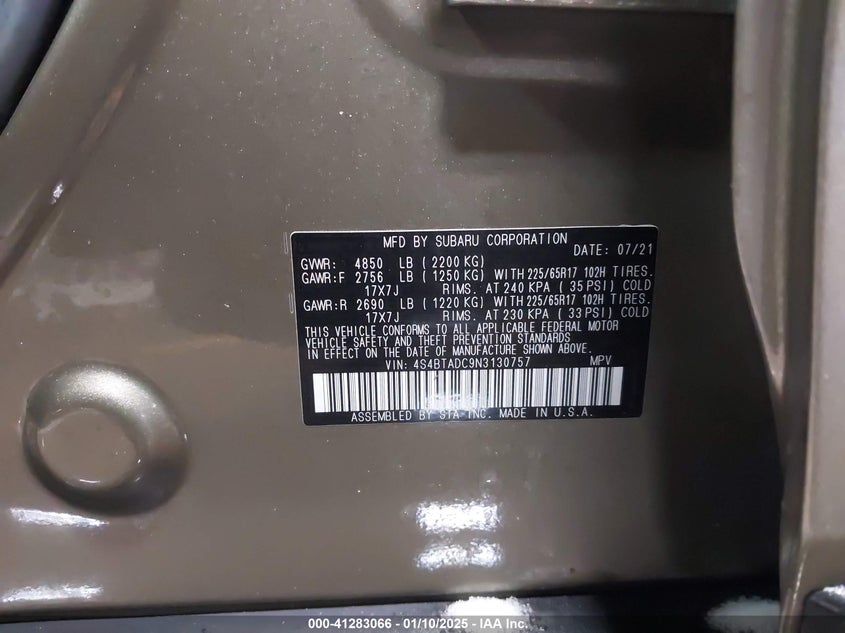 MFD BY SUBARU CORPORATION
DATE: 07/21
GVWR: 4850 LB ( 2200 KG)
GAWR:F 2756 LB ( 1250 KG) WITH 225/65R17 102H TIRES.
17X7J RIMS. AT 240 KPA ( 35 PSI) COLD
GAWR:R 2690 LB ( 1220 KG) WITH 225/65R17 102H TIRES.
17X7J RIMS. AT 230 KPA ( 33 PSI) COLD
THIS VEHICLE CONFORMS TO ALL APPLICABLE FEDERAL MOTOR
VEHICLE SAFETY AND THEFT PREVENTION STANDARDS
IN EFFECT ON THE DATE OF MANUFACTURE SHOWN ABOVE.
VIN: 4S4BTADC9N3130757 MPV
ASSEMBLED BY SIA-INC. MADE IN U.S.A.
000-41283066 - 01/10/2025 - IAA Inc.